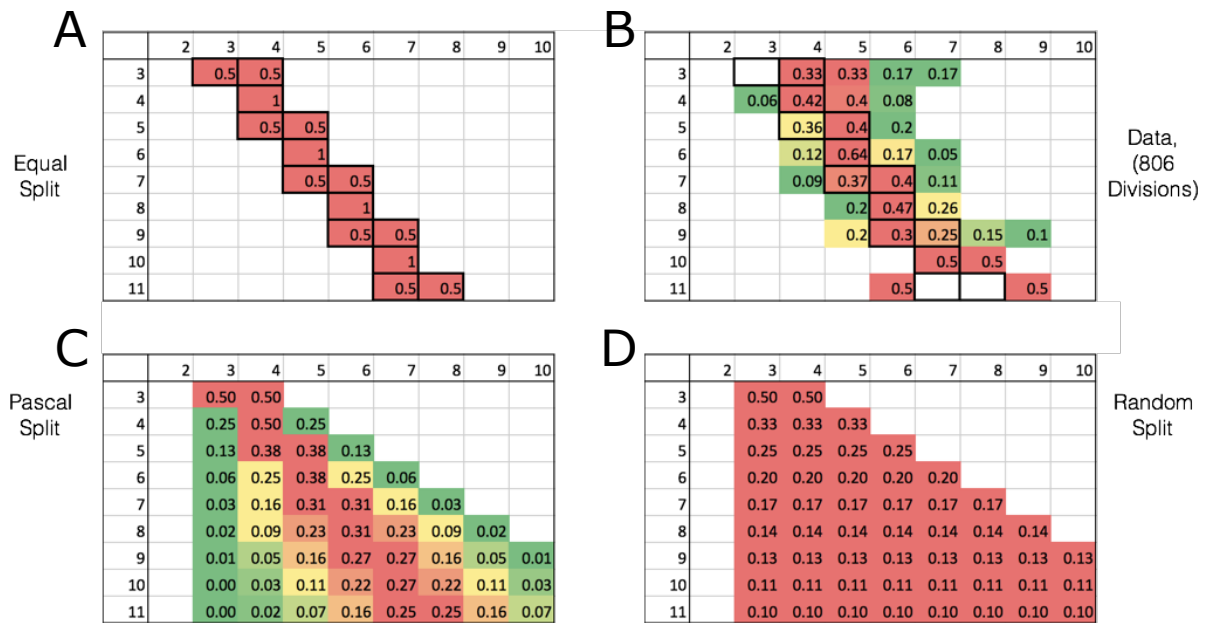 A
2 3 4 5 6 7 8 9 10
3 0.5 0.5
4 1
5 0.5 0.5
6 1
7 0.5 0.5
8 1
9 0.5 0.5
10 1
11 0.5 0.5
Equal
Split
B
2 3 4 5 6 7 8 9 10
3 0.33 0.33 0.17 0.17
4 0.06 0.42 0.4 0.08
5 0.36 0.4 0.2
6 0.12 0.64 0.17 0.05
7 0.09 0.37 0.4 0.11
8 0.2 0.47 0.26
9 0.2 0.3 0.25 0.15 0.1
10 0.5 0.5
11 0.5 0.5
Data,
(806
Divisions)
C
2 3 4 5 6 7 8 9 10
3 0.50 0.50
4 0.25 0.50 0.25
5 0.13 0.38 0.38 0.13
6 0.06 0.25 0.38 0.25 0.06
7 0.03 0.16 0.31 0.31 0.16 0.03
8 0.02 0.09 0.23 0.31 0.23 0.09 0.02
9 0.01 0.05 0.16 0.27 0.27 0.16 0.05 0.01
10 0.00 0.03 0.11 0.22 0.27 0.22 0.11 0.03
11 0.00 0.02 0.07 0.16 0.25 0.25 0.16 0.07
Pascal
Split
D
2 3 4 5 6 7 8 9 10
3 0.50 0.50
4 0.33 0.33 0.33
5 0.25 0.25 0.25 0.25
6 0.20 0.20 0.20 0.20 0.20
7 0.17 0.17 0.17 0.17 0.17 0.17
8 0.14 0.14 0.14 0.14 0.14 0.14 0.14
9 0.13 0.13 0.13 0.13 0.13 0.13 0.13 0.13
10 0.11 0.11 0.11 0.11 0.11 0.11 0.11 0.11
11 0.10 0.10 0.10 0.10 0.10 0.10 0.10 0.10
Random
Split